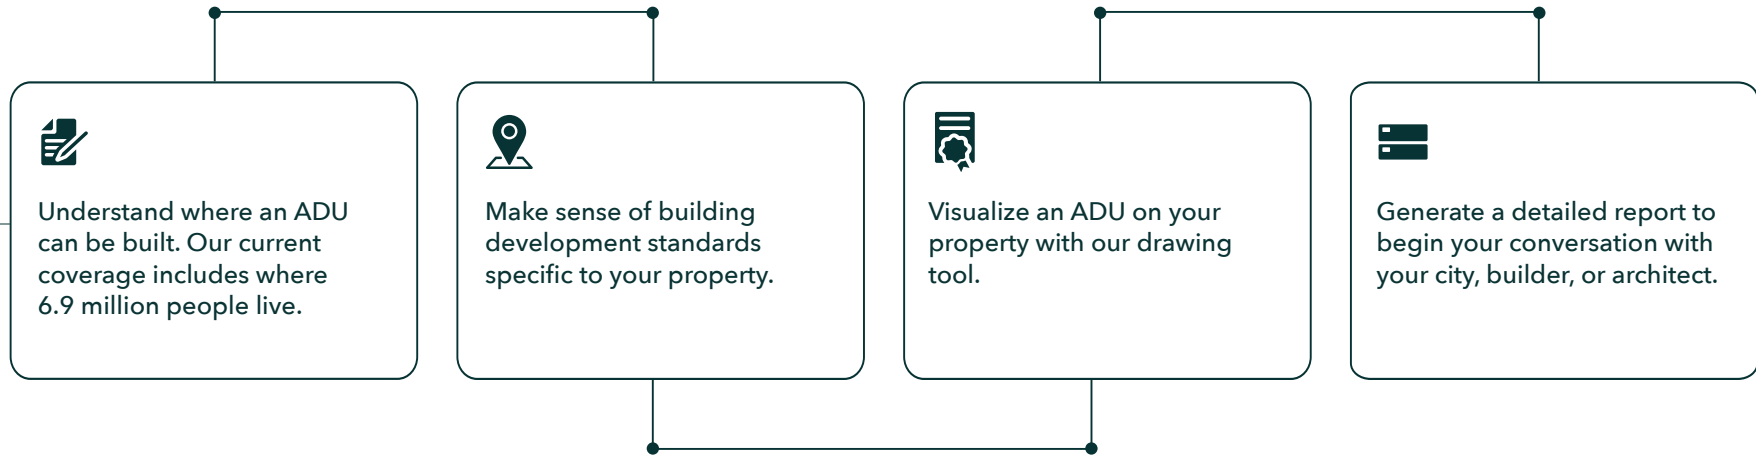 Understand where an ADU
can be built. Our current
coverage includes where
6.9 million people live.
Make sense of building
development standards
specific to your property.
Visualize an ADU on your
property with our drawing
tool.
Generate a detailed report to
begin your conversation with
your city, builder, or architect.